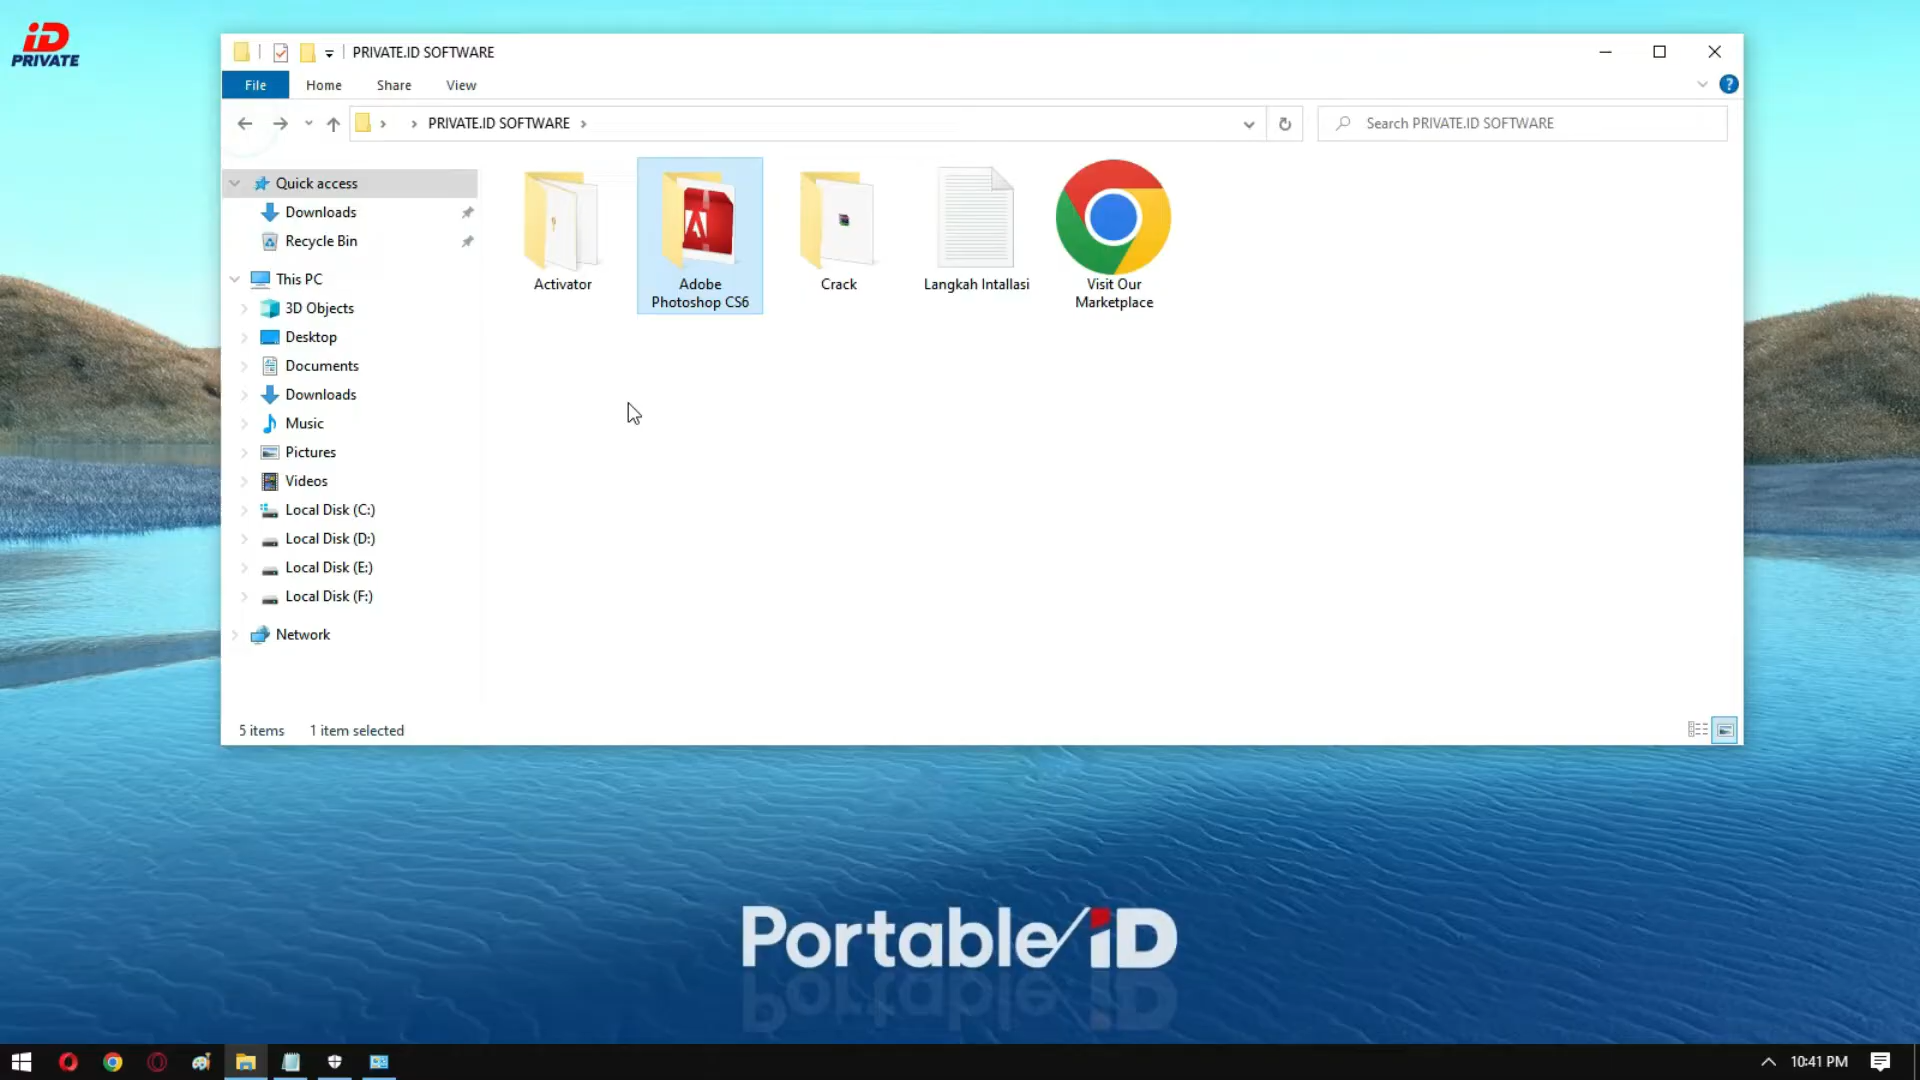 iD
PRIVATE
PRIVATE.ID SOFTWARE
File Home Share View
PRIVATE.ID SOFTWARE
Search PRIVATE.ID SOFTWARE
Quick access
Downloads
Recycle Bin
This PC
3D Objects
Desktop
Documents
Downloads
Music
Pictures
Videos
Local Disk (C:)
Local Disk (D:)
Local Disk (E:)
Local Disk (F:)
Network
Activator
Adobe
Photoshop CS6
Crack
Langkah Intallasi
Visit Our
Marketplace
5 items 1 item selected
Portable/iD
10:41 PM